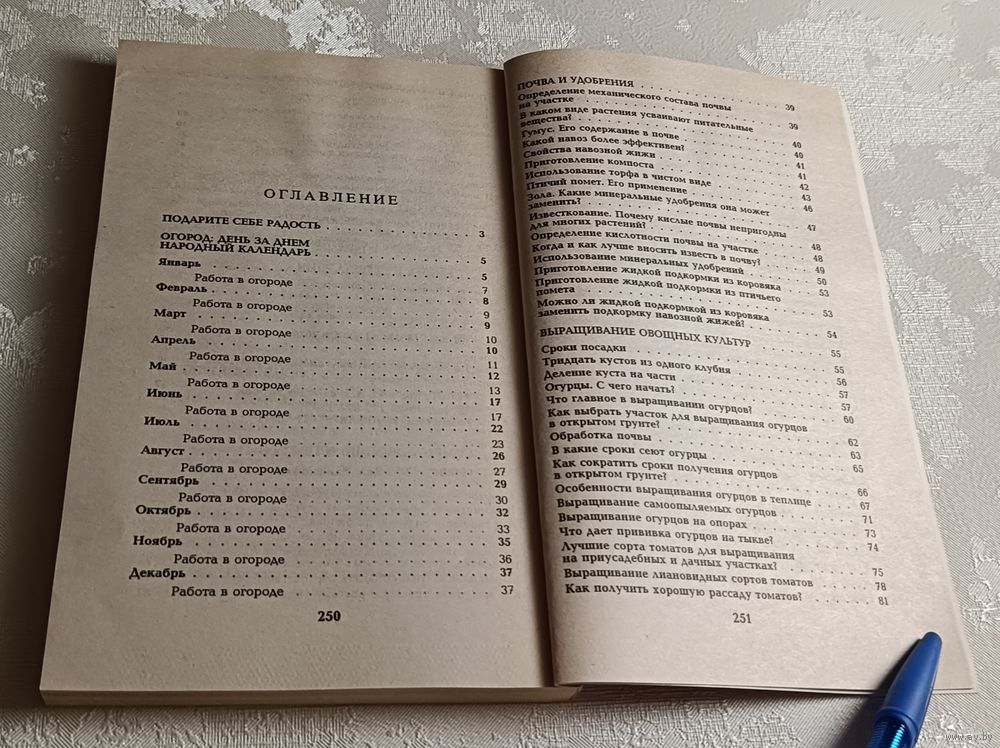 ОГЛАВЛЕНИЕ
ПОДАРИТЕ СЕБЕ РАДОСТЬ . . . 3
ОГОРОД: ДЕНЬ ЗА ДНЕМ
НАРОДНЫЙ КАЛЕНДАРЬ . . . 5
Январь . . . 5
Работа в огороде . . . 7
Февраль . . . 8
Работа в огороде . . . 9
Март . . . 9
Работа в огороде . . . 10
Апрель . . . 10
Работа в огороде . . . 11
Май . . . 12
Работа в огороде . . . 13
Июнь . . . 17
Работа в огороде . . . 17
Июль . . . 22
Работа в огороде . . . 23
Август . . . 26
Работа в огороде . . . 27
Сентябрь . . . 29
Работа в огороде . . . 30
Октябрь . . . 32
Работа в огороде . . . 33
Ноябрь . . . 35
Работа в огороде . . . 36
Декабрь . . . 37
Работа в огороде . . . 37
250
ПОЧВА И УДОБРЕНИЯ . . . 39
Определение механического состава почвы
на участке . . . 39
В каком виде растения усваивают питательные
вещества? . . . 40
Гумус. Его содержание в почве . . . 40
Какой навоз более эффективен? . . . 41
Свойства навозной жижи . . . 41
Приготовление компоста . . . 42
Использование торфа в чистом виде . . . 43
Птичий помет. Его применение . . . 46
Зола. Какие минеральные удобрения она может
заменить? . . . 47
Известкование. Почему кислые почвы непригодны
для многих растений? . . . 48
Определение кислотности почвы на участке . . . 48
Когда и как лучше вносить известь в почву? . . . 49
Использование минеральных удобрений . . . 50
Приготовление жидкой подкормки из коровяка . . . 53
Приготовление жидкой подкормки из птичьего
помета . . . 53
Можно ли жидкой подкормкой из коровяка
заменить подкормку навозной жижей? . . . 54
ВЫРАЩИВАНИЕ ОВОЩНЫХ КУЛЬТУР . . . 55
Сроки посадки . . . 55
Тридцать кустов из одного клубня . . . 56
Деление куста на части . . . 57
Огурцы. С чего начать? . . . 57
Что главное в выращивании огурцов? . . . 60
Как выбрать участок для выращивания огурцов
в открытом грунте? . . . 62
Обработка почвы . . . 63
В какие сроки сеют огурцы . . . 65
Как сократить сроки получения огурцов
в открытом грунте? . . . 66
Особенности выращивания огурцов в теплице . . . 67
Выращивание самоопыляемых огурцов . . . 71
Выращивание огурцов на опорах . . . 73
Что дает прививка огурцов на тыкве? . . . 74
Лучшие сорта томатов для выращивания
на приусадебных и дачных участках? . . . 75
Выращивание лиановидных сортов томатов . . . 78
Как получить хорошую рассаду томатов? . . . 81
251
www.ay.by